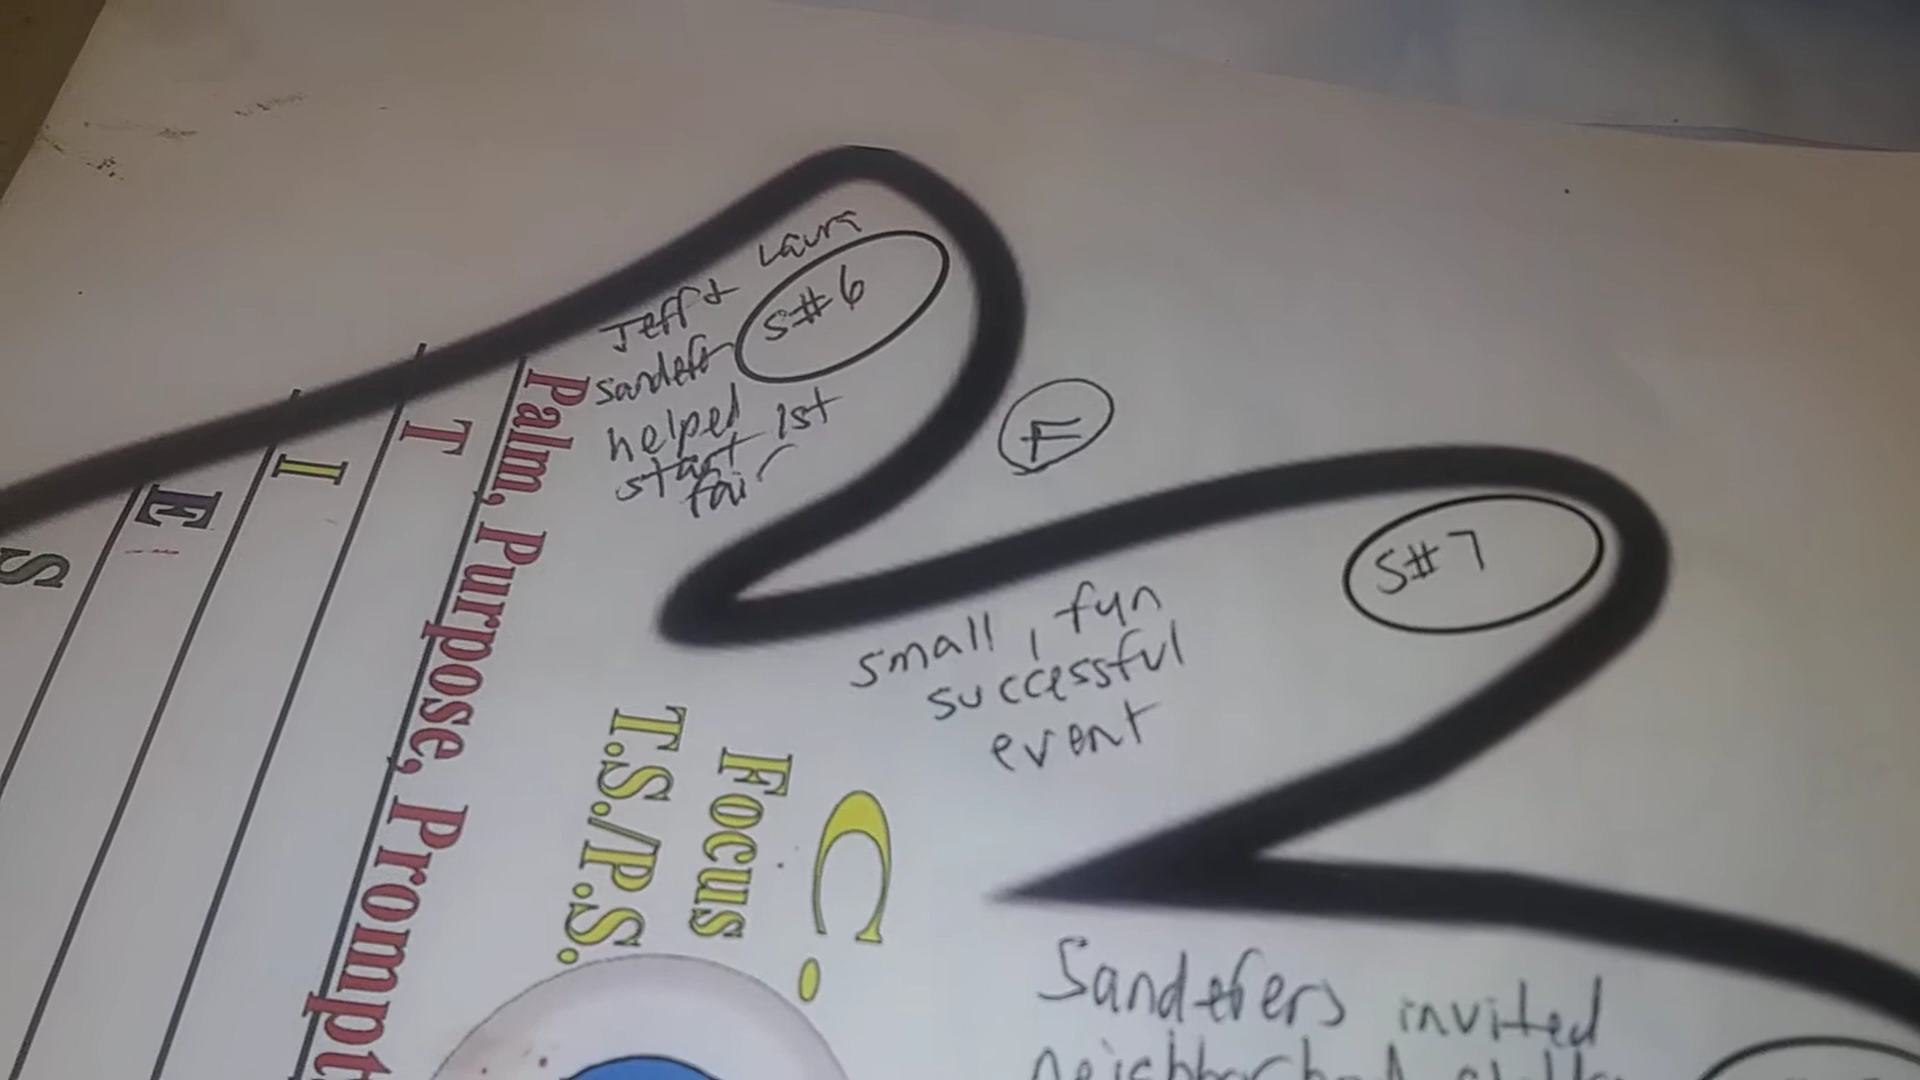 Jeff & Laura
Sandefer
helped
start 1st
fair
S#6
F
S#7
small, fun
successful
event
Sandefers invited
neighborhood
Palm, Purpose, Prompt
T
I
E
S
C.
Focus
T.S./P.S.